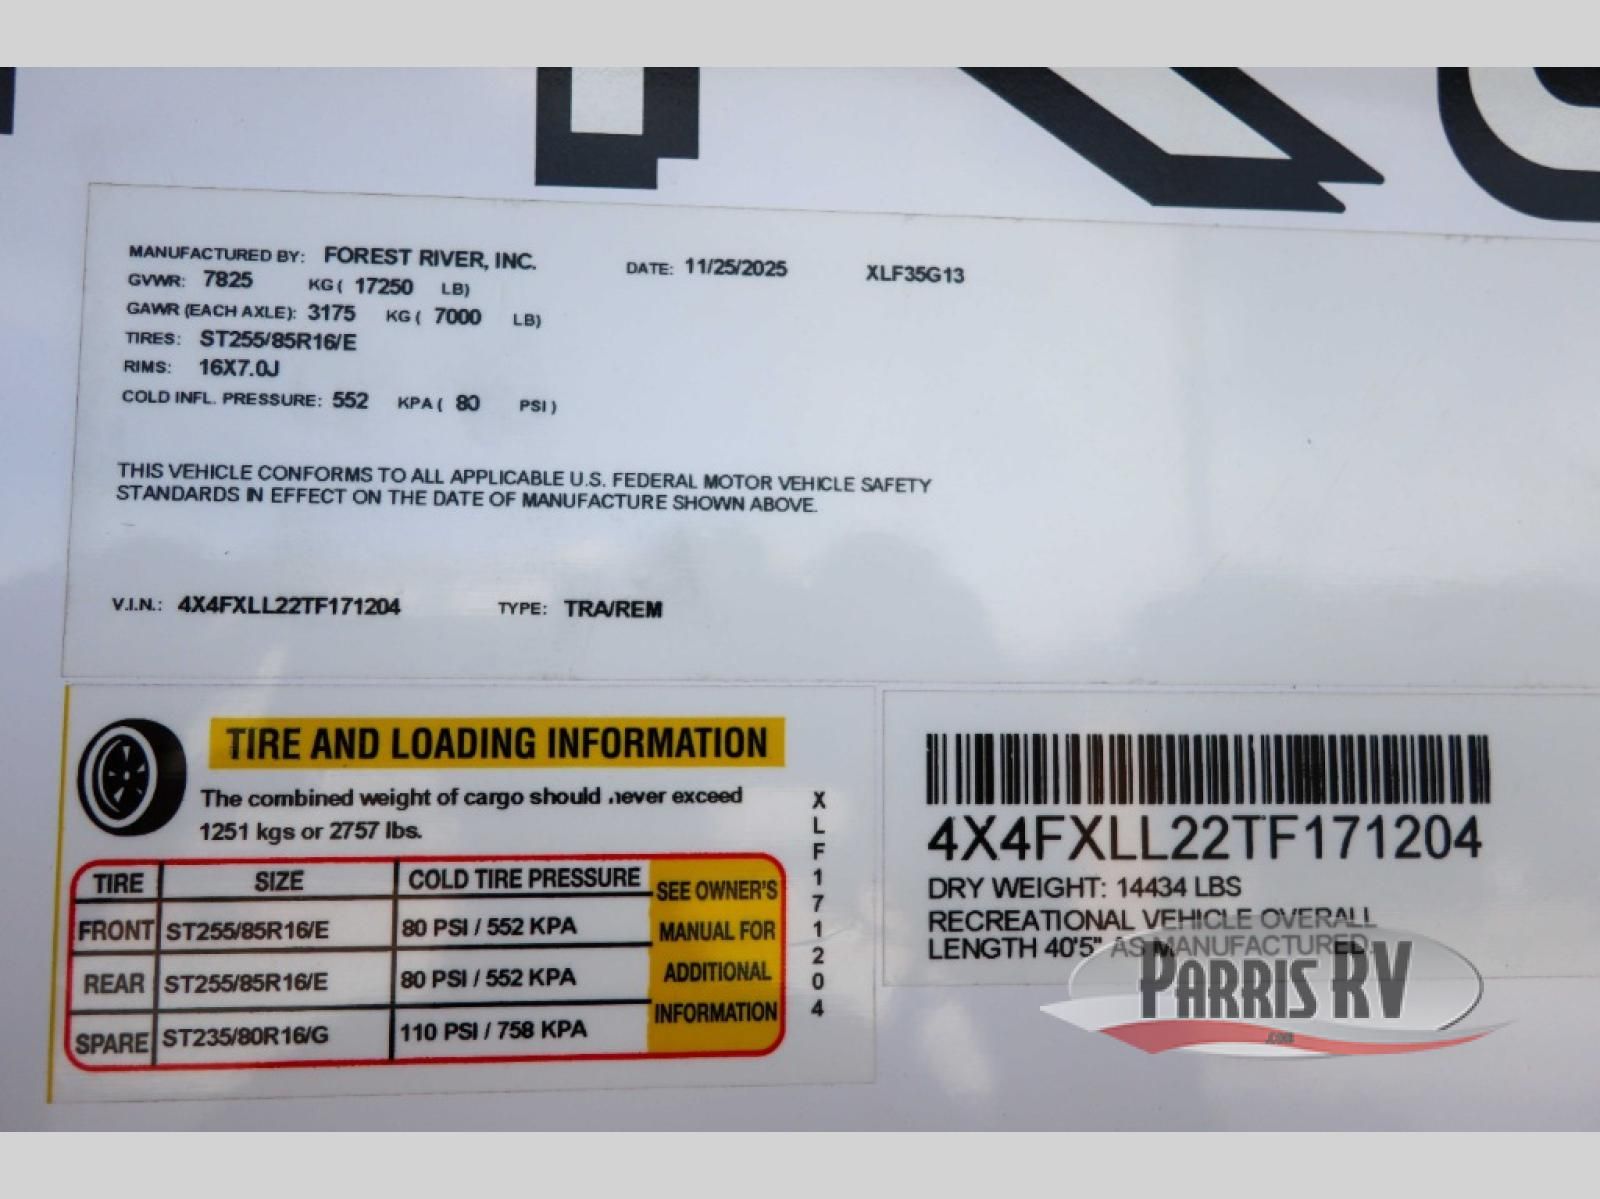 MANUFACTURED BY: FOREST RIVER, INC. DATE: 11/25/2025 XLF35G13
GVWR: 7825 KG ( 17250 LB)
GAWR (EACH AXLE): 3175 KG ( 7000 LB)
TIRES: ST255/85R16/E
RIMS: 16X7.0J
COLD INFL. PRESSURE: 552 KPA ( 80 PSI )
THIS VEHICLE CONFORMS TO ALL APPLICABLE U.S. FEDERAL MOTOR VEHICLE SAFETY
STANDARDS IN EFFECT ON THE DATE OF MANUFACTURE SHOWN ABOVE.
V.I.N.: 4X4FXLL22TF171204 TYPE: TRA/REM
TIRE AND LOADING INFORMATION
The combined weight of cargo should never exceed
1251 kgs or 2757 lbs.
TIRE SIZE COLD TIRE PRESSURE
FRONT ST255/85R16/E 80 PSI / 552 KPA
REAR ST255/85R16/E 80 PSI / 552 KPA
SPARE ST235/80R16/G 110 PSI / 758 KPA
SEE OWNER'S
MANUAL FOR
ADDITIONAL
INFORMATION
XLF171204
4X4FXLL22TF171204
DRY WEIGHT: 14434 LBS
RECREATIONAL VEHICLE OVERALL
LENGTH 40'5" AS MANUFACTURED.
PARRIS RV
.COM